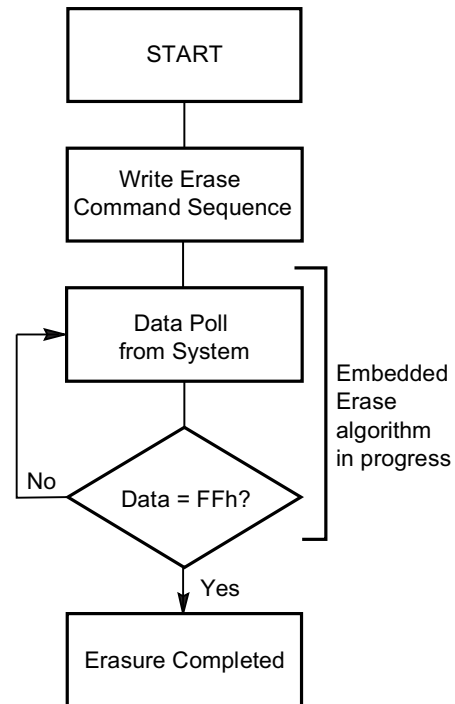 START
Write Erase
Command Sequence
Data Poll
from System
Embedded
Erase
algorithm
in progress
No
Data = FFh?
Yes
Erasure Completed